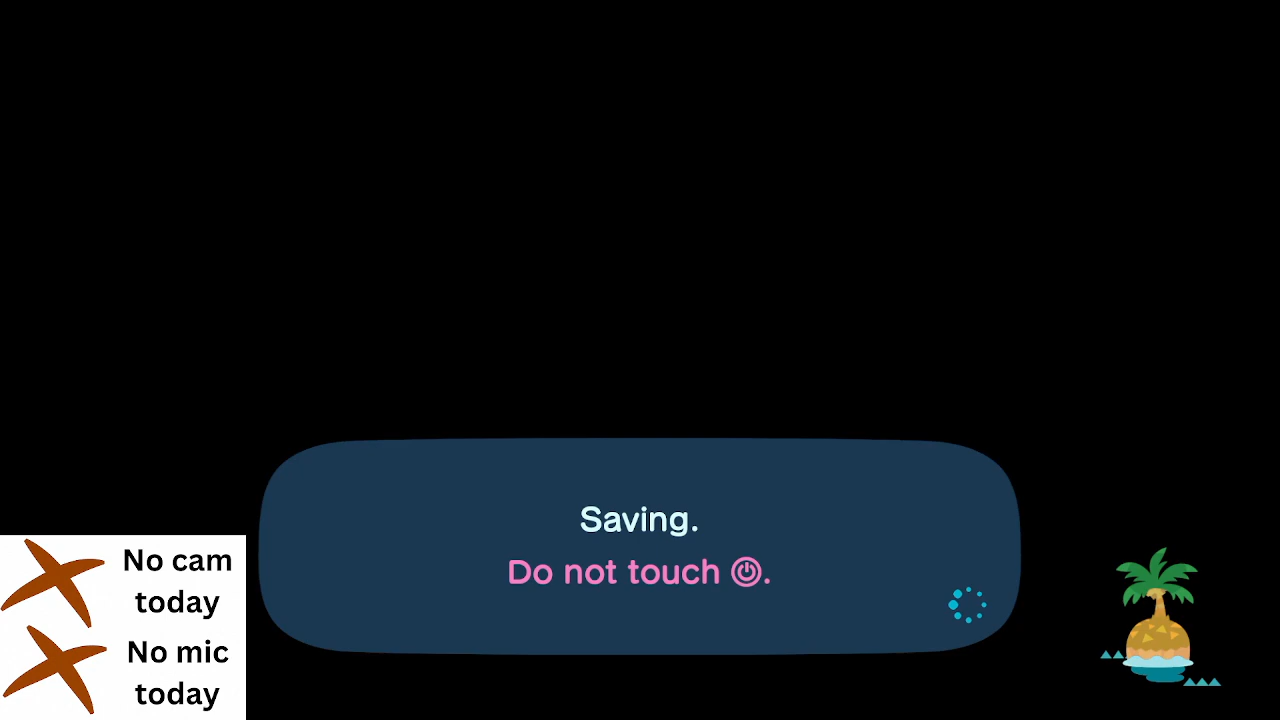 Saving.
Do not touch ⏻.
No cam
today
No mic
today